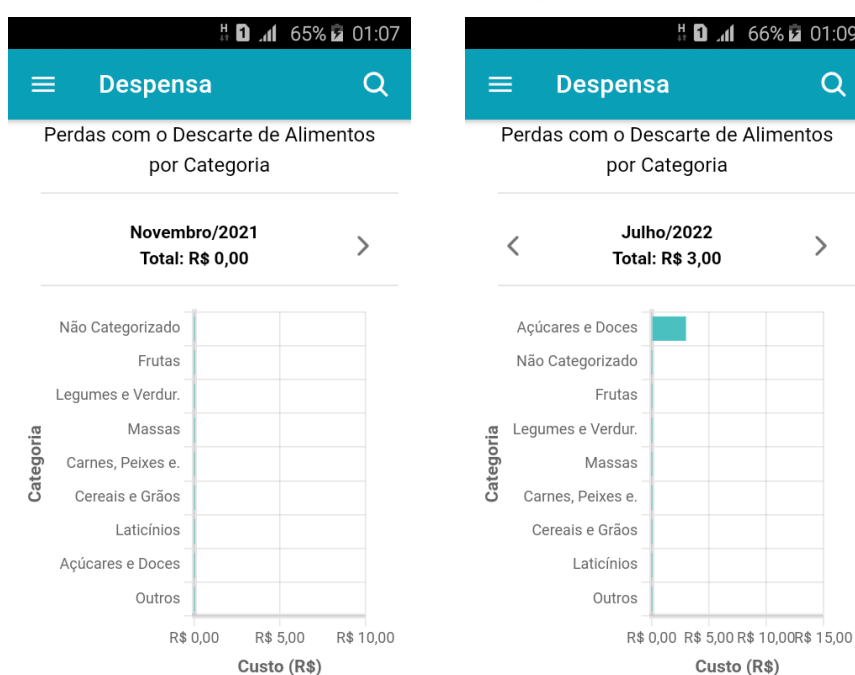 65% 01:07
Despensa
Perdas com o Descarte de Alimentos
por Categoria
Novembro/2021
Total: R$ 0,00
Não Categorizado
Frutas
Legumes e Verdur.
Massas
Carnes, Peixes e.
Cereais e Grãos
Laticínios
Açúcares e Doces
Outros
Categoria
R$ 0,00 R$ 5,00 R$ 10,00
Custo (R$)
H 1 66% 01:09
Despensa
Perdas com o Descarte de Alimentos
por Categoria
Julho/2022
Total: R$ 3,00
Açúcares e Doces
Não Categorizado
Frutas
Legumes e Verdur.
Massas
Carnes, Peixes e.
Cereais e Grãos
Laticínios
Outros
Categoria
R$ 0,00 R$ 5,00 R$ 10,00 R$ 15,00
Custo (R$)